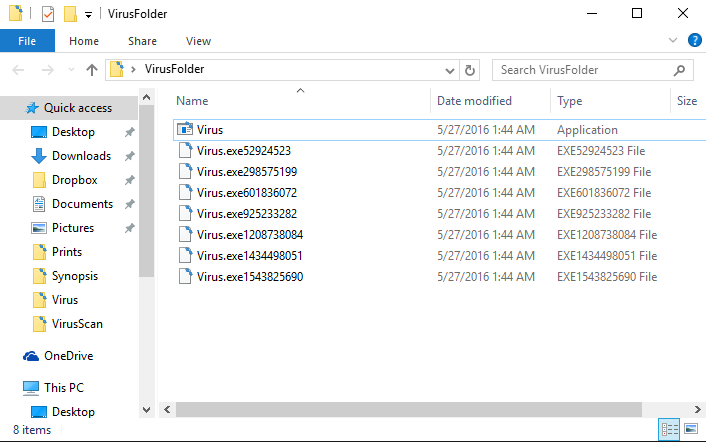 VirusFolder
File Home Share View
VirusFolder Search VirusFolder
Name Date modified Type Size
Quick access
Desktop
Downloads
Dropbox
Documents
Pictures
Prints
Synopsis
Virus
VirusScan
OneDrive
This PC
Desktop
Virus 5/27/2016 1:44 AM Application
Virus.exe52924523 5/27/2016 1:44 AM EXE52924523 File
Virus.exe298575199 5/27/2016 1:44 AM EXE298575199 File
Virus.exe601836072 5/27/2016 1:44 AM EXE601836072 File
Virus.exe925233282 5/27/2016 1:44 AM EXE925233282 File
Virus.exe1208738084 5/27/2016 1:44 AM EXE1208738084 File
Virus.exe1434498051 5/27/2016 1:44 AM EXE1434498051 File
Virus.exe1543825690 5/27/2016 1:44 AM EXE1543825690 File
8 items